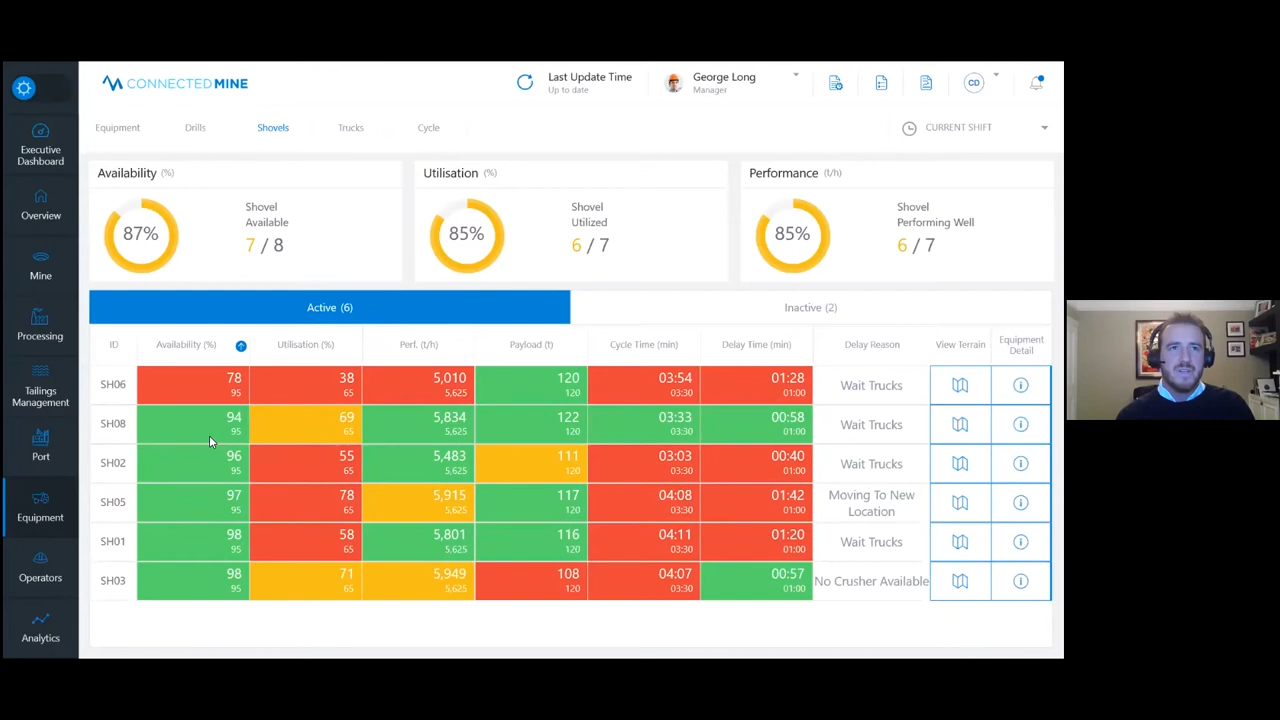 CONNECTED MINE
Last Update Time
Up to date
George Long
Manager
CD
Executive
Dashboard
Overview
Mine
Processing
Tailings
Management
Port
Equipment
Operators
Analytics
Equipment Drills Shovels Trucks Cycle
CURRENT SHIFT
Availability (%)
87%
Shovel
Available
7 / 8
Utilisation (%)
85%
Shovel
Utilized
6 / 7
Performance (t/h)
85%
Shovel
Performing Well
6 / 7
Active (6)
Inactive (2)
ID Availability (%) Utilisation (%) Perf. (t/h) Payload (t) Cycle Time (min) Delay Time (min) Delay Reason View Terrain Equipment Detail
SH06 78 38 5,010 120 03:54 01:28 Wait Trucks
95 65 5,625 120 03:30 01:00
SH08 94 69 5,834 122 03:33 00:58 Wait Trucks
95 65 5,625 120 03:30 01:00
SH02 96 55 5,483 111 03:03 00:40 Wait Trucks
95 65 5,625 120 03:30 01:00
SH05 97 78 5,915 117 04:08 01:42 Moving To New Location
95 65 5,625 120 03:30 01:00
SH01 98 58 5,801 116 04:11 01:20 Wait Trucks
95 65 5,625 120 03:30 01:00
SH03 98 71 5,949 108 04:07 00:57 No Crusher Available
95 65 5,625 120 03:30 01:00